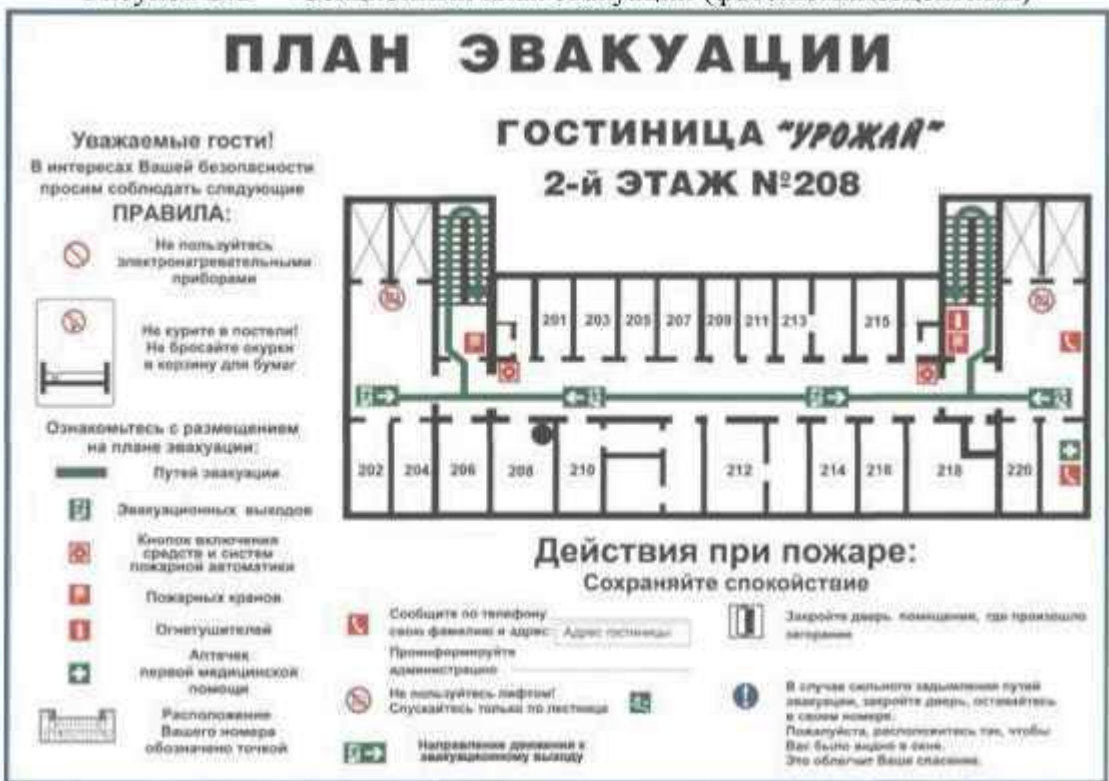 ПЛАН ЭВАКУАЦИИ
ГОСТИНИЦА "УРОЖАЙ"
2-й ЭТАЖ №208
Уважаемые гости!
В интересах Вашей безопасности
просим соблюдать следующие
ПРАВИЛА:
Не пользуйтесь
электронагревательными
приборами
Не курите в постели!
Не бросайте окурки
в корзину для бумаг
Ознакомьтесь с размещением
на плане эвакуации:
Путей эвакуации
Эвакуационных выходов
Кнопок включения
средств и систем
пожарной автоматики
Пожарных кранов
Огнетушителей
Аптечек
первой медицинской
помощи
Расположение
Вашего номера
обозначено точкой
201 203 205 207 209 211 213 215
202 204 206 208 210 212 214 216 218 220
Действия при пожаре:
Сохраняйте спокойствие
Сообщите по телефону
свою фамилию и адрес Адрес гостиницы
Проинформируйте
администрацию
Не пользуйтесь лифтом!
Спускайтесь только по лестнице
Направление движения к
эвакуационному выходу
Закройте дверь помещения, где произошло
загорание
В случае сильного задымления путей
эвакуации, закройте дверь, оставайтесь
в своем номере.
Пожалуйста, расположитесь так, чтобы
Вас было видно в окне.
Это облегчит Ваше спасение.